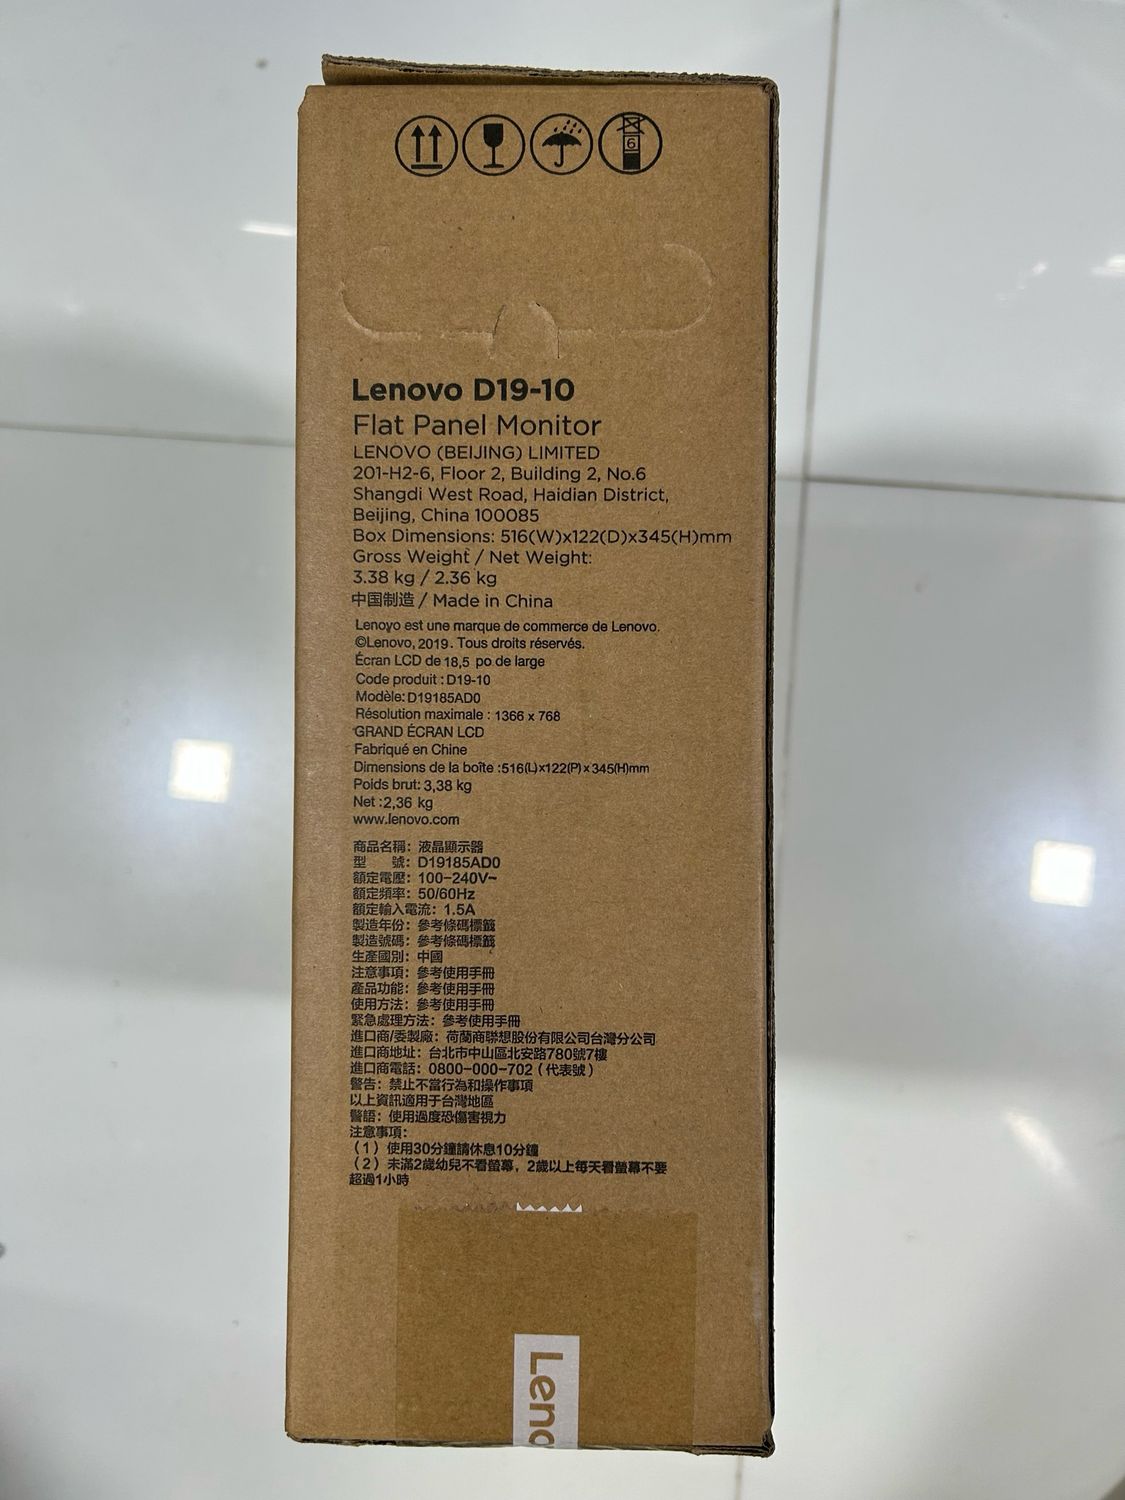 6
Lenovo D19-10
Flat Panel Monitor
LENOVO (BEIJING) LIMITED
201-H2-6, Floor 2, Building 2, No.6
Shangdi West Road, Haidian District,
Beijing, China 100085
Box Dimensions: 516(W)x122(D)x345(H)mm
Gross Weight / Net Weight:
3.38 kg / 2.36 kg
中国制造 / Made in China
Lenovo est une marque de commerce de Lenovo.
©Lenovo, 2019. Tous droits réservés.
Écran LCD de 18,5 po de large
Code produit : D19-10
Modèle: D19185AD0
Résolution maximale : 1366 x 768
GRAND ÉCRAN LCD
Fabriqué en Chine
Dimensions de la boîte :516(L)x122(P)x345(H)mm
Poids brut: 3,38 kg
Net :2,36 kg
www.lenovo.com
商品名稱：液晶顯示器
型 號：D19185AD0
額定電壓：100-240V~
額定頻率：50/60Hz
額定輸入電流：1.5A
製造年份：參考條碼標籤
製造號碼：參考條碼標籤
生產國別：中國
注意事項：參考使用手冊
產品功能：參考使用手冊
使用方法：參考使用手冊
緊急處理方法：參考使用手冊
進口商/委製廠：荷蘭商聯想股份有限公司台灣分公司
進口商地址：台北市中山區北安路780號7樓
進口商電話：0800-000-702（代表號）
警告：禁止不當行為和操作事項
以上資訊適用于台灣地區
警語：使用過度恐傷害視力
注意事項：
（1）使用30分鐘請休息10分鐘
（2）未滿2歲幼兒不看螢幕，2歲以上每天看螢幕不要
超過1小時
Leno